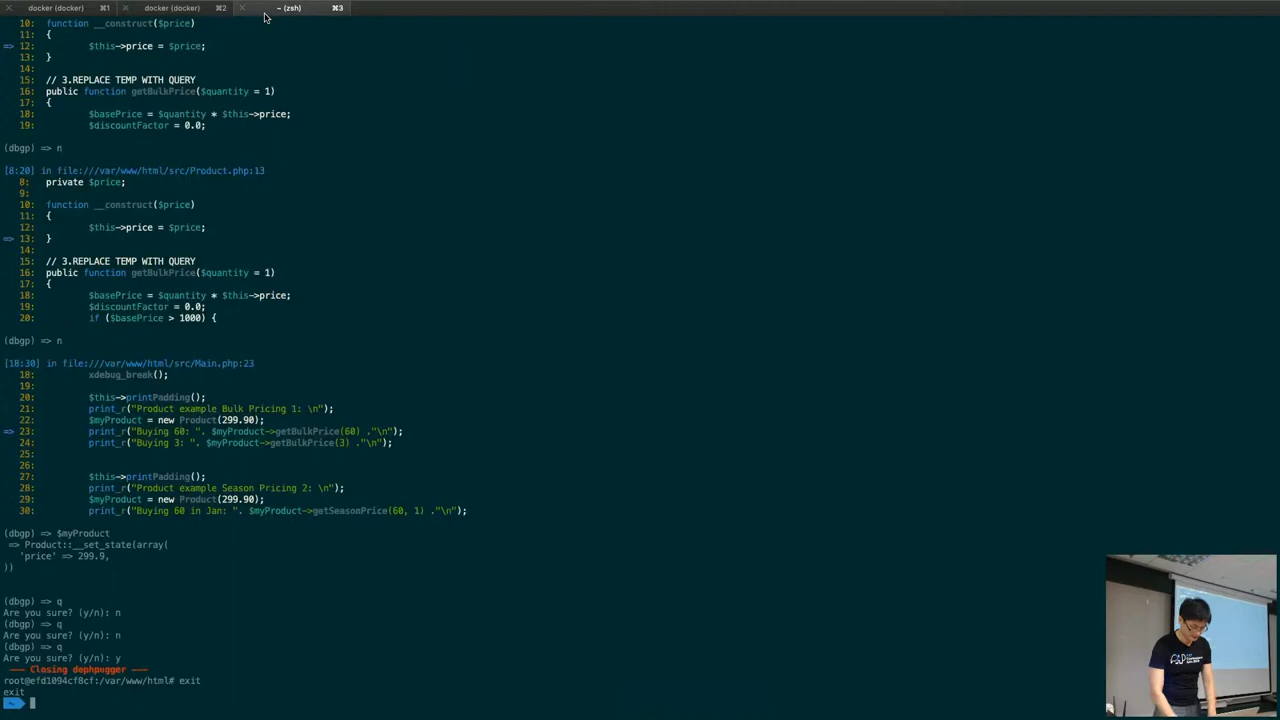 docker (docker) ⌘1 docker (docker) ⌘2 ~ (zsh) ⌘3
10: function __construct($price)
11: {
=> 12: $this->price = $price;
13: }
14:
15: // 3.REPLACE TEMP WITH QUERY
16: public function getBulkPrice($quantity = 1)
17: {
18: $basePrice = $quantity * $this->price;
19: $discountFactor = 0.0;
(dbgp) => n
[8:20] in file:///var/www/html/src/Product.php:13
8: private $price;
9:
10: function __construct($price)
11: {
12: $this->price = $price;
=> 13: }
14:
15: // 3.REPLACE TEMP WITH QUERY
16: public function getBulkPrice($quantity = 1)
17: {
18: $basePrice = $quantity * $this->price;
19: $discountFactor = 0.0;
20: if ($basePrice > 1000) {
(dbgp) => n
[18:30] in file:///var/www/html/src/Main.php:23
18: xdebug_break();
19:
20: $this->printPadding();
21: print_r("Product example Bulk Pricing 1: \n");
22: $myProduct = new Product(299.90);
=> 23: print_r("Buying 60: ". $myProduct->getBulkPrice(60) ."\n");
24: print_r("Buying 3: ". $myProduct->getBulkPrice(3) ."\n");
25:
26:
27: $this->printPadding();
28: print_r("Product example Season Pricing 2: \n");
29: $myProduct = new Product(299.90);
30: print_r("Buying 60 in Jan: ". $myProduct->getSeasonPrice(60, 1) ."\n");
(dbgp) => $myProduct
=> Product::__set_state(array(
'price' => 299.9,
))
(dbgp) => q
Are you sure? (y/n): n
(dbgp) => q
Are you sure? (y/n): n
(dbgp) => q
Are you sure? (y/n): y
--- Closing dephpugger ---
root@efd1094cf8cf:/var/www/html# exit
exit
~